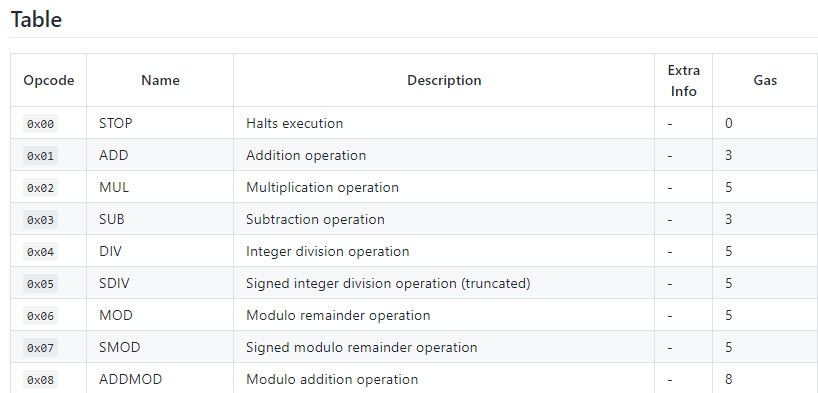 Table
Opcode Name Description Extra Info Gas
0x00 STOP Halts execution - 0
0x01 ADD Addition operation - 3
0x02 MUL Multiplication operation - 5
0x03 SUB Subtraction operation - 3
0x04 DIV Integer division operation - 5
0x05 SDIV Signed integer division operation (truncated) - 5
0x06 MOD Modulo remainder operation - 5
0x07 SMOD Signed modulo remainder operation - 5
0x08 ADDMOD Modulo addition operation - 8